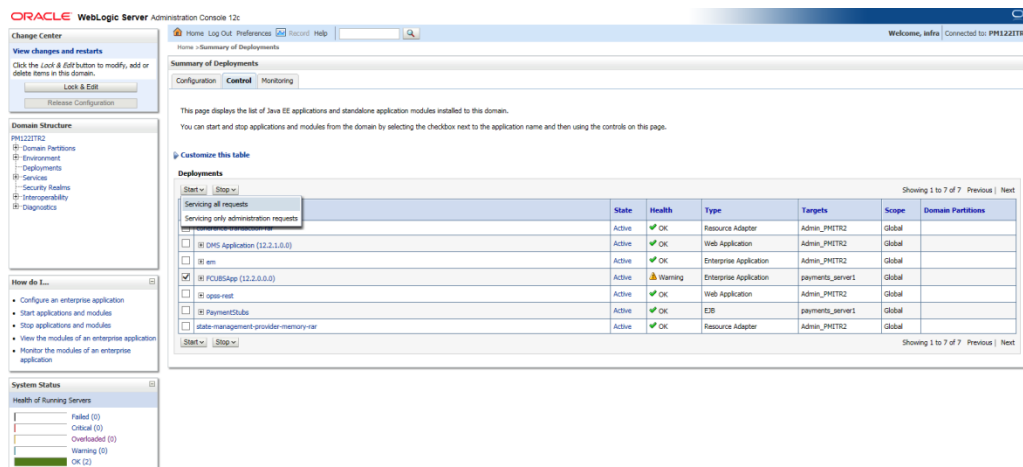 ORACLE WebLogic Server Administration Console 12c
Change Center
View changes and restarts
Click the Lock & Edit button to modify, add or
delete items in this domain.
Lock & Edit
Release Configuration
Domain Structure
PM122ITR2
Domain Partitions
Environment
Deployments
Services
Security Realms
Interoperability
Diagnostics
How do I...
Configure an enterprise application
Start applications and modules
Stop applications and modules
View the modules of an enterprise application
Monitor the modules of an enterprise
application
System Status
Health of Running Servers
Failed (0)
Critical (0)
Overloaded (0)
Warning (0)
OK (2)
Home Log Out Preferences Record Help
Welcome, infra Connected to: PM122ITR
Home >Summary of Deployments
Summary of Deployments
Configuration Control Monitoring
This page displays the list of Java EE applications and standalone application modules installed to this domain.
You can start and stop applications and modules from the domain by selecting the checkbox next to the application name and then using the controls on this page.
Customize this table
Deployments
Start Stop Showing 1 to 7 of 7 Previous | Next
Servicing all requests
Servicing only administration requests
State Health Type Targets Scope Domain Partitions
coherence-transaction-rar Active OK Resource Adapter Admin_PMITR2 Global
DMS Application (12.2.1.0.0) Active OK Web Application Admin_PMITR2 Global
em Active OK Enterprise Application Admin_PMITR2 Global
FCUBSApp (12.2.0.0.0) Active Warning Enterprise Application payments_server1 Global
opss-rest Active OK Web Application Admin_PMITR2 Global
PaymentStubs Active OK EJB payments_server1 Global
state-management-provider-memory-rar Active OK Resource Adapter Admin_PMITR2 Global
Start Stop Showing 1 to 7 of 7 Previous | Next